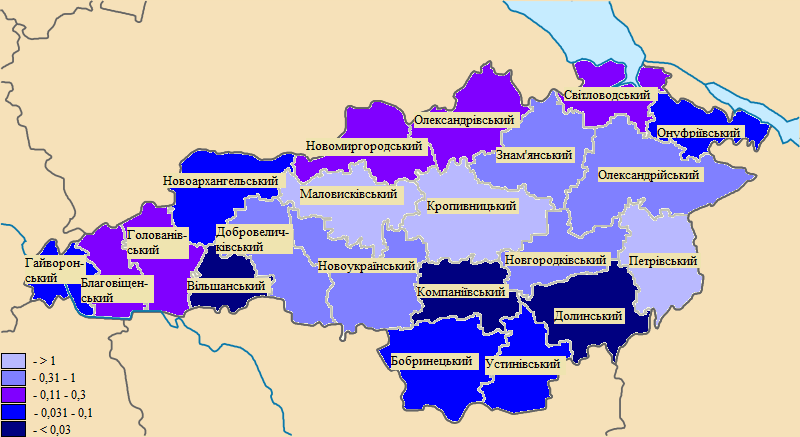 Світловодський
Олександрівський
Онуфріївський
Новомиргородський
Знам'янський
Олександрійський
Новоархангельський
Маловисківський
Кропивницький
Голованів-
ський
Добровелич-
ківський
Гайворон-
ський
Новоукраїнський
Новгородківський
Петрівський
Благовіщен-
ський
Вільшанський
Компаніївський
Долинський
Бобринецький
Устинівський
- > 1
- 0,31 - 1
- 0,11 - 0,3
- 0,031 - 0,1
- < 0,03